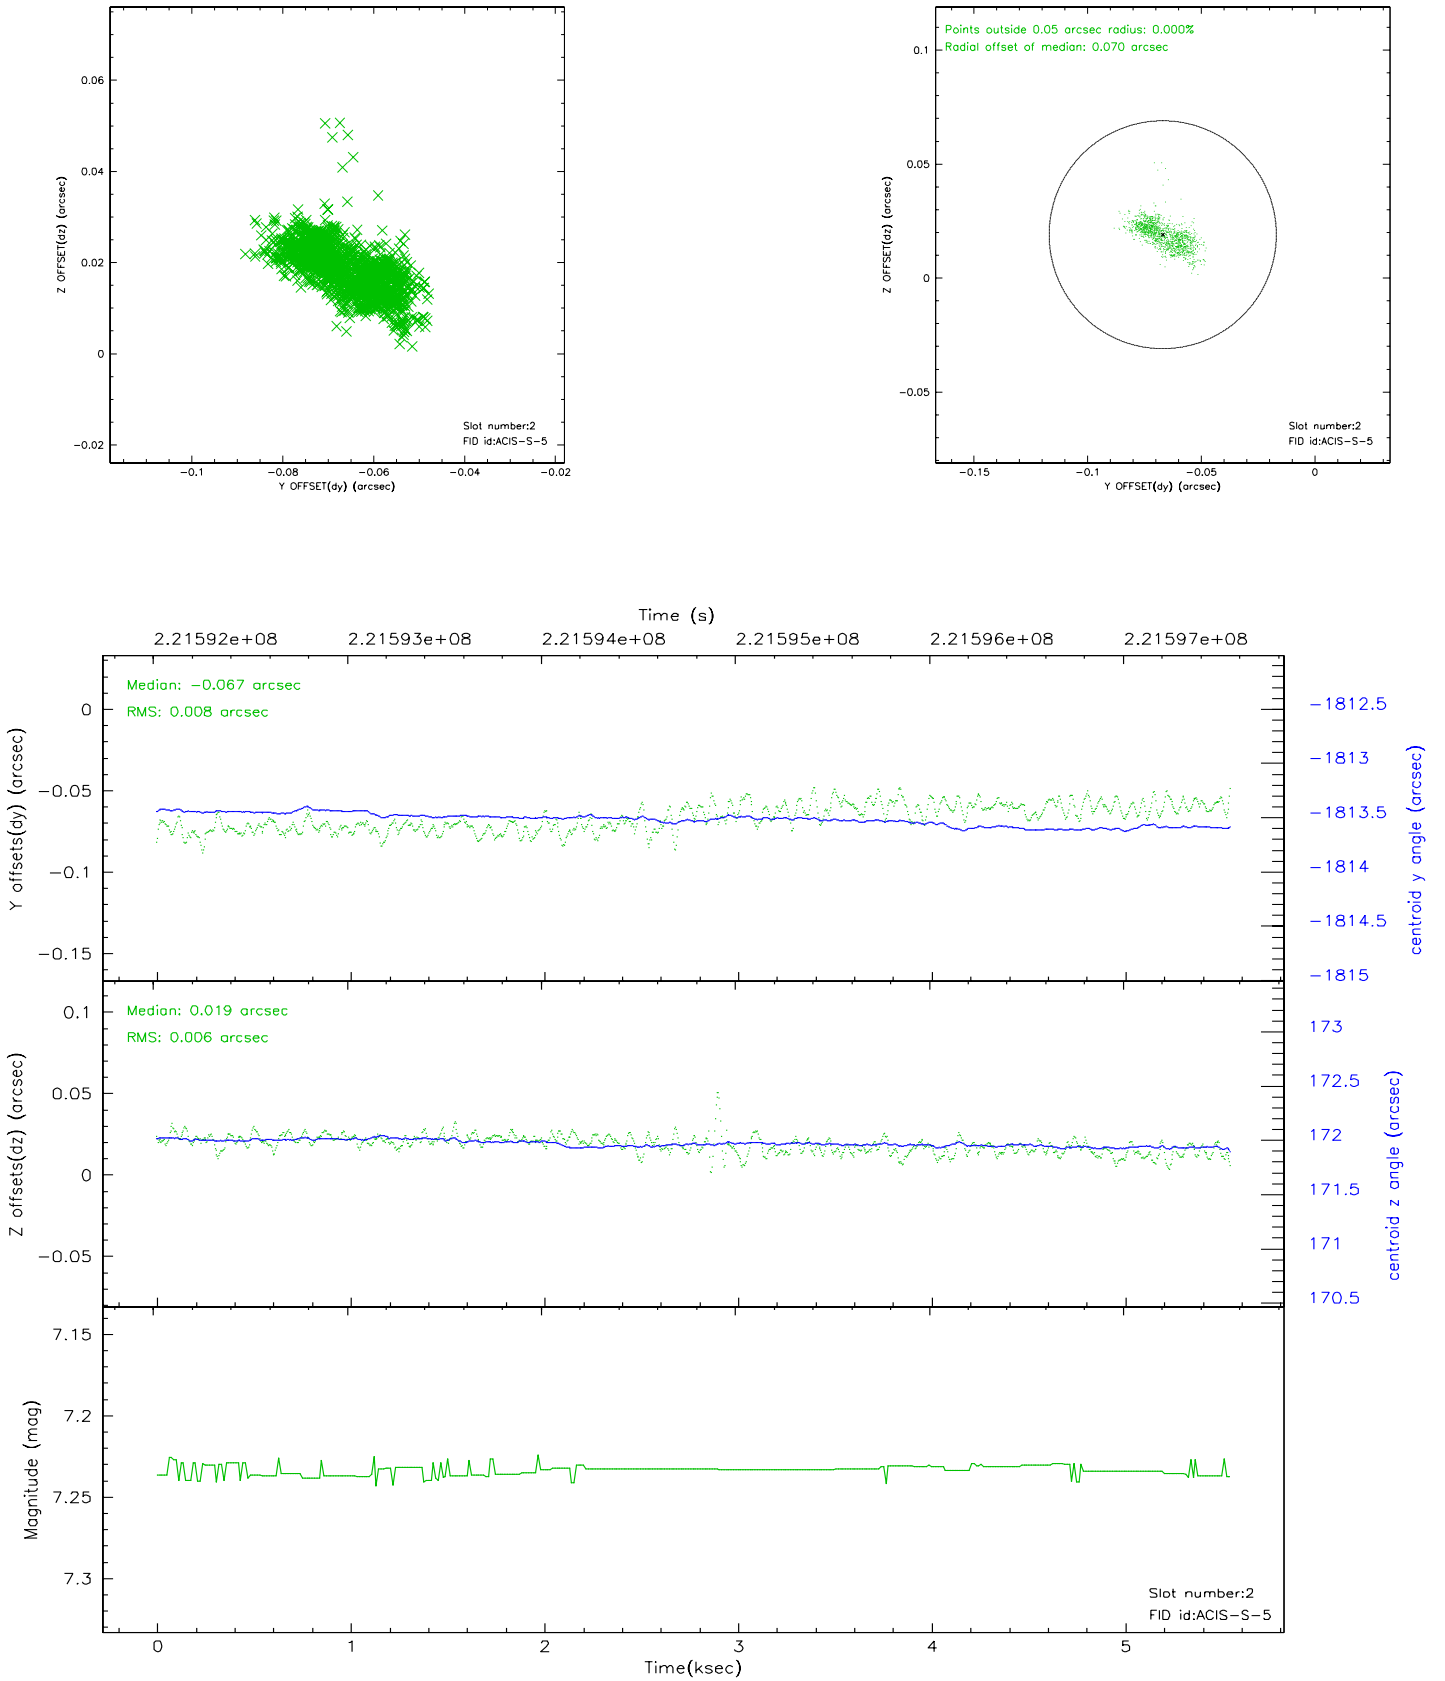 0.06
0.04
0.02
0
−0.02
Z OFFSET(dz) (arcsec)
Slot number:2
FID id:ACIS−S−5
−0.1 −0.08 −0.06 −0.04 −0.02
Y OFFSET(dy) (arcsec)
Points outside 0.05 arcsec radius: 0.000%
Radial offset of median: 0.070 arcsec
0.1
0.05
0
−0.05
Z OFFSET(dz) (arcsec)
Slot number:2
FID id:ACIS−S−5
−0.15 −0.1 −0.05 0
Y OFFSET(dy) (arcsec)
Time (s)
2.21592e+08 2.21593e+08 2.21594e+08 2.21595e+08 2.21596e+08 2.21597e+08
Median: −0.067 arcsec
RMS: 0.008 arcsec
0
−0.05
−0.1
−0.15
Y offsets(dy) (arcsec)
−1812.5
−1813
−1813.5
−1814
−1814.5
−1815
centroid y angle (arcsec)
Median: 0.019 arcsec
RMS: 0.006 arcsec
0.1
0.05
0
−0.05
Z offsets(dz) (arcsec)
173
172.5
172
171.5
171
170.5
centroid z angle (arcsec)
7.15
7.2
7.25
7.3
Magnitude (mag)
Slot number:2
FID id:ACIS−S−5
0 1 2 3 4 5
Time(ksec)